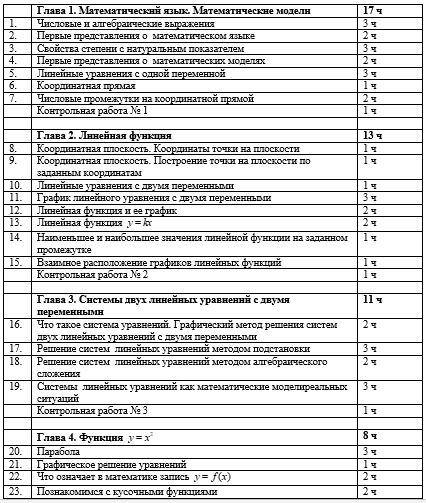 Глава 1. Математический язык. Математические модели 17 ч
1. Числовые и алгебраические выражения 3 ч
2. Первые представления о математическом языке 2 ч
3. Свойства степени с натуральным показателем 3 ч
4. Первые представления о математических моделях 2 ч
5. Линейные уравнения с одной переменной 3 ч
6. Координатная прямая 1 ч
7. Числовые промежутки на координатной прямой 2 ч
Контрольная работа № 1 1 ч
Глава 2. Линейная функция 13 ч
8. Координатная плоскость. Координаты точки на плоскости 1 ч
9. Координатная плоскость. Построение точки на плоскости по 1 ч
заданным координатам
10. Линейные уравнения с двумя переменными 1 ч
11. График линейного уравнения с двумя переменными 3 ч
12. Линейная функция и ее график 2 ч
13. Линейная функция y = kx 2 ч
14. Наименьшее и наибольшее значения линейной функции на заданном 1 ч
промежутке
15. Взаимное расположение графиков линейных функций 1 ч
Контрольная работа № 2 1 ч
Глава 3. Системы двух линейных уравнений с двумя 11 ч
переменными
16. Что такое система уравнений. Графический метод решения систем 2 ч
двух линейных уравнений с двумя переменными
17. Решение систем линейных уравнений методом подстановки 3 ч
18. Решение систем линейных уравнений методом алгебраического 2 ч
сложения
19. Системы линейных уравнений как математические моделиреальных 3 ч
ситуаций
Контрольная работа № 3 1 ч
Глава 4. Функция y = x² 8 ч
20. Парабола 3 ч
21. Графическое решение уравнений 1 ч
22. Что означает в математике запись y = f(x) 2 ч
23. Познакомимся с кусочными функциями 2 ч